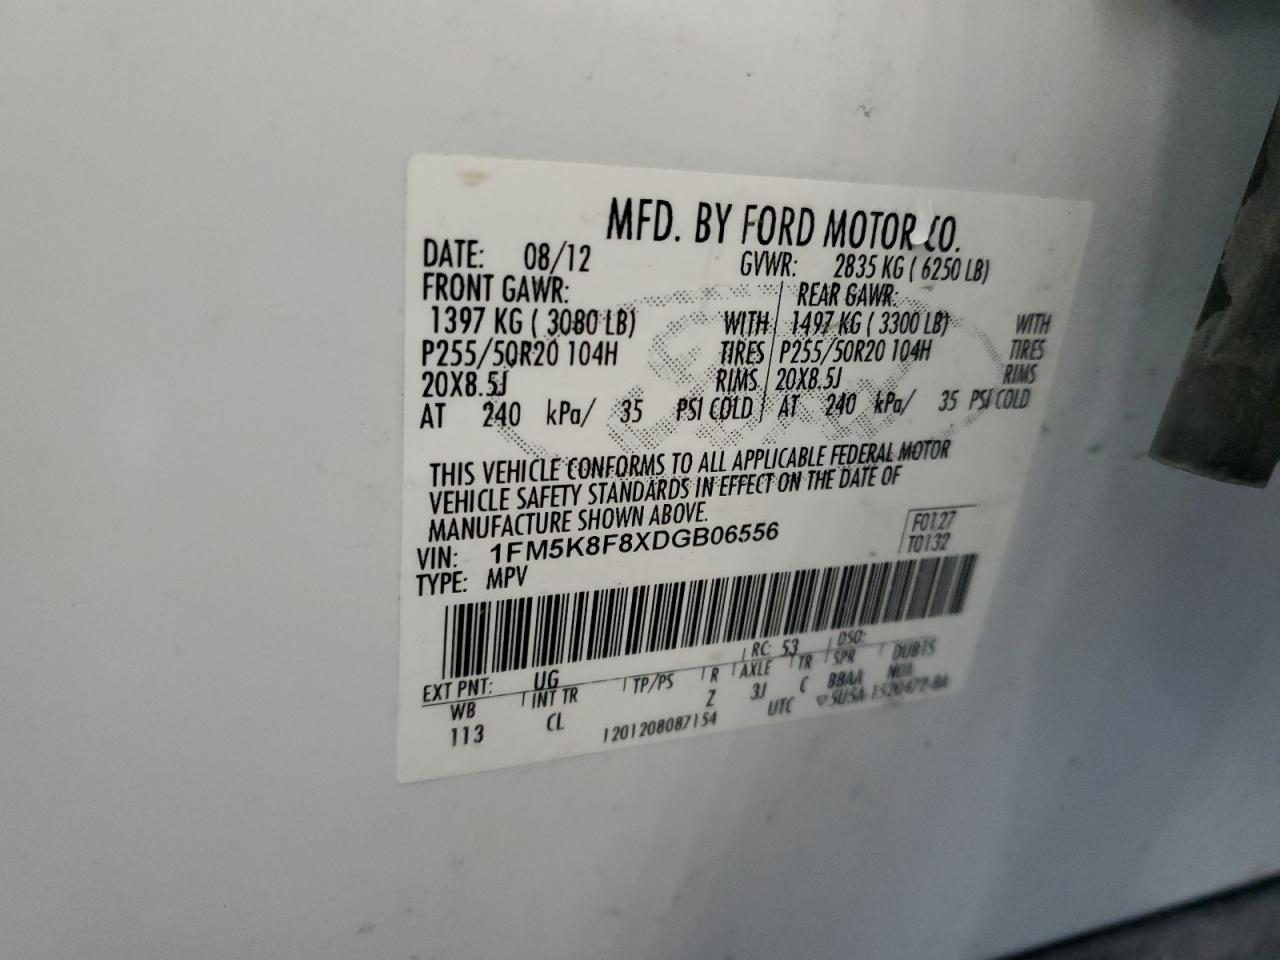 MFD. BY FORD MOTOR CO.
DATE: 08/12 GVWR: 2835 KG ( 6250 LB)
FRONT GAWR: REAR GAWR:
1397 KG ( 3080 LB) WITH 1497 KG ( 3300 LB) WITH
P255/50R20 104H TIRES P255/50R20 104H TIRES
20X8.5J RIMS 20X8.5J RIMS
AT 240 kPa/ 35 PSI COLD AT 240 kPa/ 35 PSI COLD
THIS VEHICLE CONFORMS TO ALL APPLICABLE FEDERAL MOTOR
VEHICLE SAFETY STANDARDS IN EFFECT ON THE DATE OF
MANUFACTURE SHOWN ABOVE.
VIN: 1FM5K8F8XDGB06556 F0127
TYPE: MPV T0132
EXT PNT: UG RC: 53 DSO:
WB INT TR TP/PS R AXLE TR SPR
113 CL Z 3J C BBAA
1201208087154 UTC